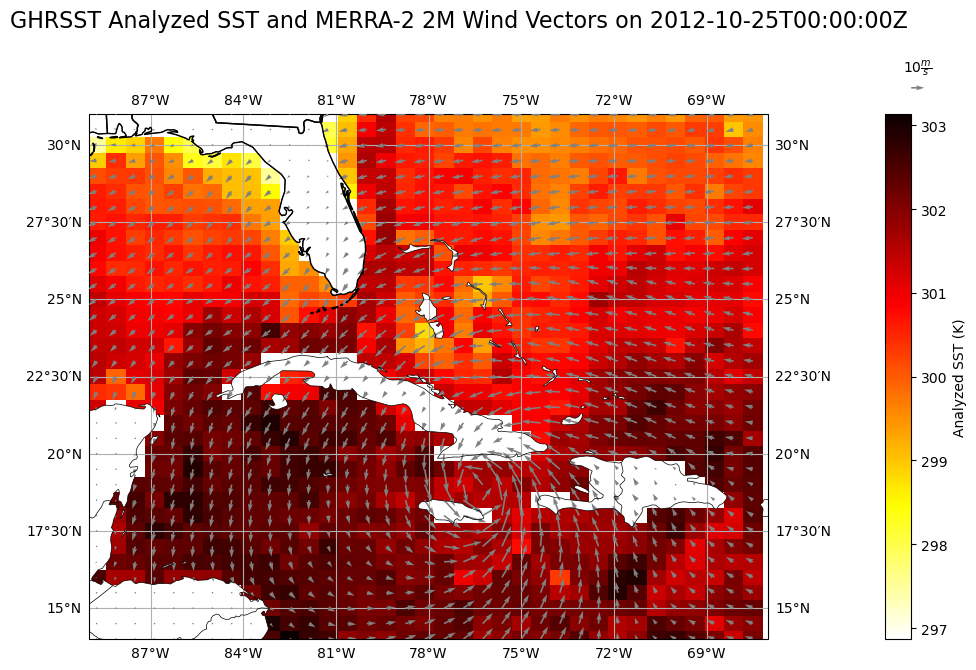 GHRSST Analyzed SST and MERRA-2 2M Wind Vectors on 2012-10-25T00:00:00Z
10 m/s
87°W 84°W 81°W 78°W 75°W 72°W 69°W
30°N 30°N 303
27°30′N 27°30′N 302
25°N 25°N 301
22°30′N 22°30′N 300
20°N 20°N 299
17°30′N 17°30′N 298
15°N 15°N 297
Analyzed SST (K)
87°W 84°W 81°W 78°W 75°W 72°W 69°W